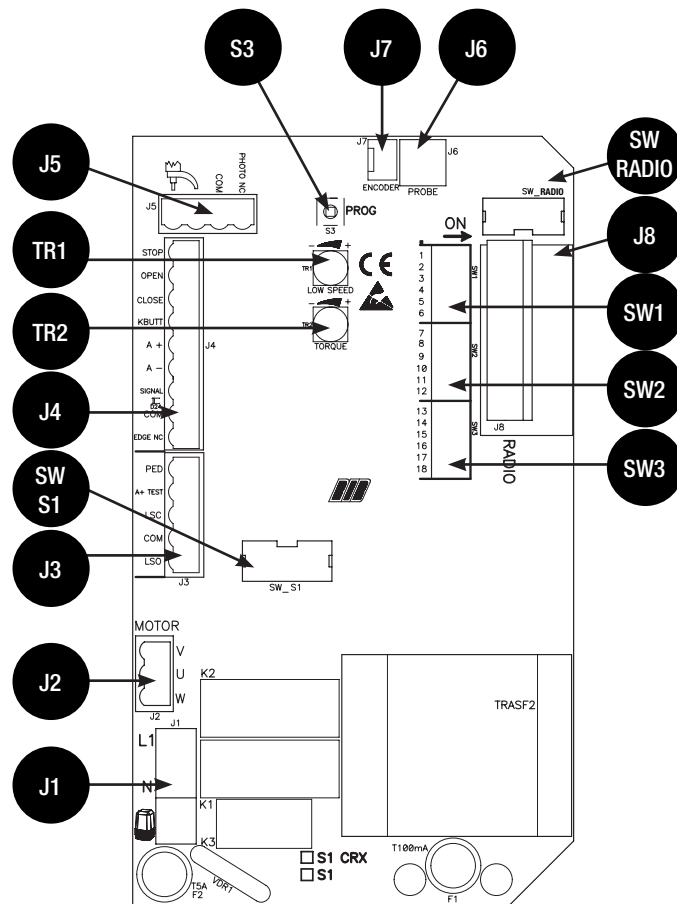 S3
J7
J6
J5
SW
RADIO
TR1
J8
TR2
SW1
J4
SW2
SW
S1
SW3
J3
J2
J1
J7
J6
ENCODER
PROBE
SW_RADIO
PHOTO NC
COM
J5
PROG
S3
ON
- +
TR1
LOW SPEED
CE
- +
TR2
TORQUE
STOP
OPEN
CLOSE
KBUTT
A +
A -
SIGNAL
COM
EDGE NC
J4
1
2
3
4
5
6
SW1
7
8
9
10
11
12
SW2
13
14
15
16
17
18
SW3
J8
RADIO
PED
A+ TEST
LSC
COM
LSO
J3
SW_S1
MOTOR
V
U
W
J2
J1
L1
N
K2
K1
K3
TRASF2
S1 CRX
S1
T100mA
F1
T5A
F2
VDR1